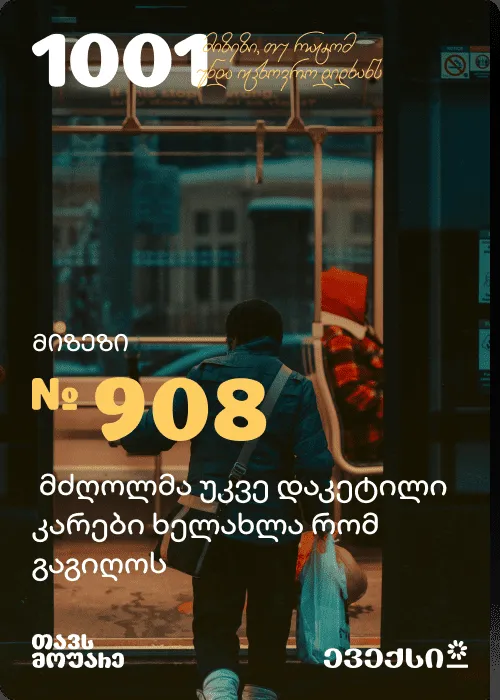 1001 მიზეზი, თუ რატომ
უნდა იცხოვრო დიდხანს
მიზეზი
№ 908
მძღოლმა უკვე დაკეტილი
კარები ხელახლა რომ
გაგიღოს
თავს
მოუარე
ევექსი